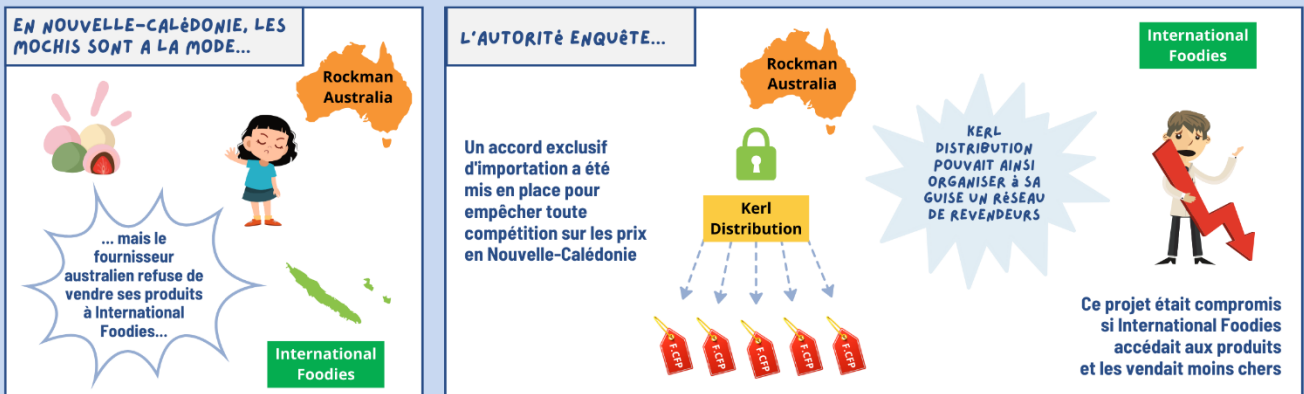 EN NOUVELLE-CALéDONIE, LES
MOCHIS SONT A LA MODE...
Rockman
Australia
... mais le
fournisseur
australien refuse de
vendre ses produits
à International
Foodies...
International
Foodies
L'AUTORITé ENQUêTE...
Rockman
Australia
Un accord exclusif
d'importation a été
mis en place pour
empêcher toute
compétition sur les prix
en Nouvelle-Calédonie
Kerl
Distribution
F.CFP
F.CFP
F.CFP
F.CFP
F.CFP
KERL
DISTRIBUTION
POUVAIT AINSI
ORGANISER à SA
GUISE UN RéSEAU
DE REVENDEURS
International
Foodies
Ce projet était compromis
si International Foodies
accédait aux produits
et les vendait moins chers